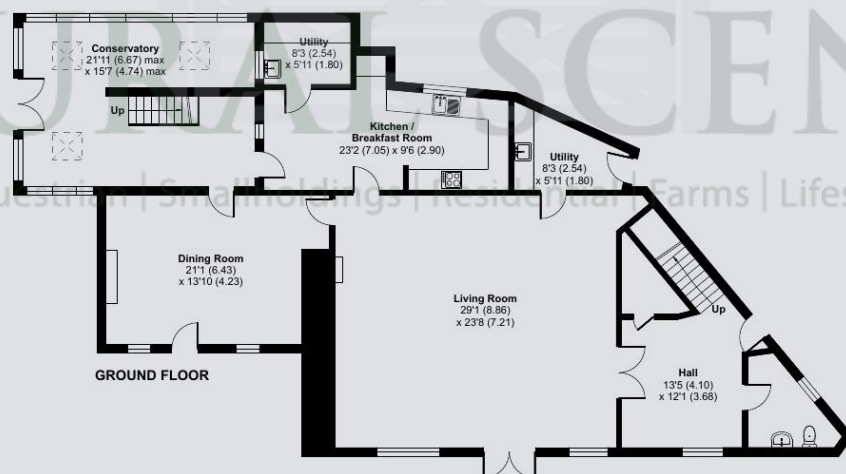 URAL SCEN
uestrian | Smallholdings | Residential | Farms | Lifes
Conservatory
21'11 (6.67) max
x 15'7 (4.74) max
Utility
8'3 (2.54)
x 5'11 (1.80)
Up
Kitchen /
Breakfast Room
23'2 (7.05) x 9'6 (2.90)
Utility
8'3 (2.54)
x 5'11 (1.80)
Dining Room
21'1 (6.43)
x 13'10 (4.23)
Living Room
29'1 (8.86)
x 23'8 (7.21)
Up
Hall
13'5 (4.10)
x 12'1 (3.68)
GROUND FLOOR